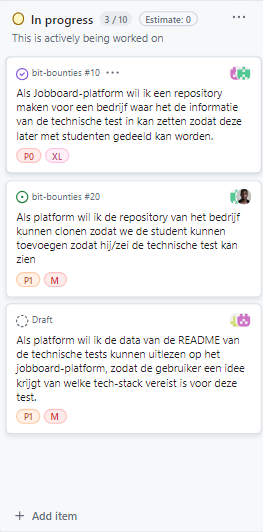 In progress 3 / 10 Estimate: 0 ...
This is actively being worked on
bit-bounties #10 ...
Als Jobboard-platform wil ik een repository
maken voor een bedrijf waar het de informatie
van de technische test in kan zetten zodat deze
later met studenten gedeeld kan worden.
P0 XL
bit-bounties #20
Als platform wil ik de repository van het bedrijf
kunnen clonen zodat we de student kunnen
toevoegen zodat hij/zei de technische test kan
zien
P1 M
Draft
Als platform wil ik de data van de README van
de technische tests kunnen uitlezen op het
jobboard-platform, zodat de gebruiker een idee
krijgt van welke tech-stack vereist is voor deze
test.
P1 M
+ Add item